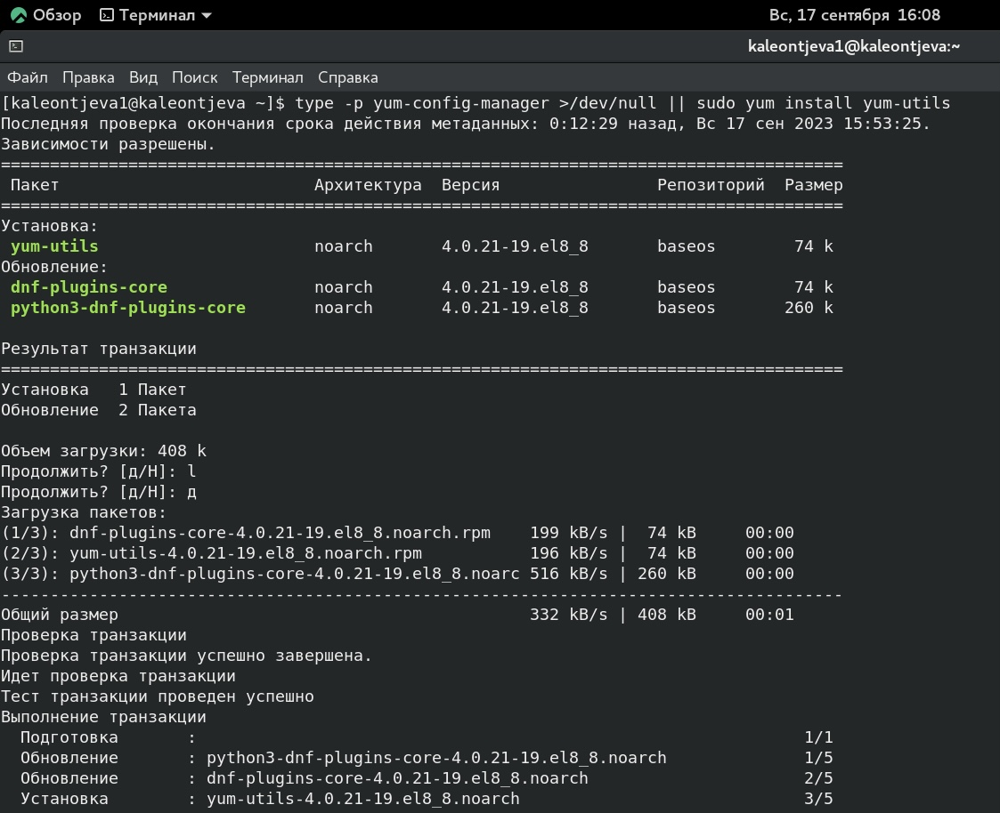 Обзор Терминал Вс, 17 сентября 16:08
kaleontjeva1@kaleontjeva:~
Файл Правка Вид Поиск Терминал Справка
[kaleontjeva1@kaleontjeva ~]$ type -p yum-config-manager >/dev/null || sudo yum install yum-utils
Последняя проверка окончания срока действия метаданных: 0:12:29 назад, Вс 17 сен 2023 15:53:25.
Зависимости разрешены.
======================================================================================
Пакет Архитектура Версия Репозиторий Размер
======================================================================================
Установка:
yum-utils noarch 4.0.21-19.el8_8 baseos 74 k
Обновление:
dnf-plugins-core noarch 4.0.21-19.el8_8 baseos 74 k
python3-dnf-plugins-core noarch 4.0.21-19.el8_8 baseos 260 k
Результат транзакции
======================================================================================
Установка 1 Пакет
Обновление 2 Пакета
Объем загрузки: 408 k
Продолжить? [д/Н]: l
Продолжить? [д/Н]: д
Загрузка пакетов:
(1/3): dnf-plugins-core-4.0.21-19.el8_8.noarch.rpm 199 kB/s | 74 kB 00:00
(2/3): yum-utils-4.0.21-19.el8_8.noarch.rpm 196 kB/s | 74 kB 00:00
(3/3): python3-dnf-plugins-core-4.0.21-19.el8_8.noarc 516 kB/s | 260 kB 00:00
--------------------------------------------------------------------------------------
Общий размер 332 kB/s | 408 kB 00:01
Проверка транзакции
Проверка транзакции успешно завершена.
Идет проверка транзакции
Тест транзакции проведен успешно
Выполнение транзакции
Подготовка : 1/1
Обновление : python3-dnf-plugins-core-4.0.21-19.el8_8.noarch 1/5
Обновление : dnf-plugins-core-4.0.21-19.el8_8.noarch 2/5
Установка : yum-utils-4.0.21-19.el8_8.noarch 3/5